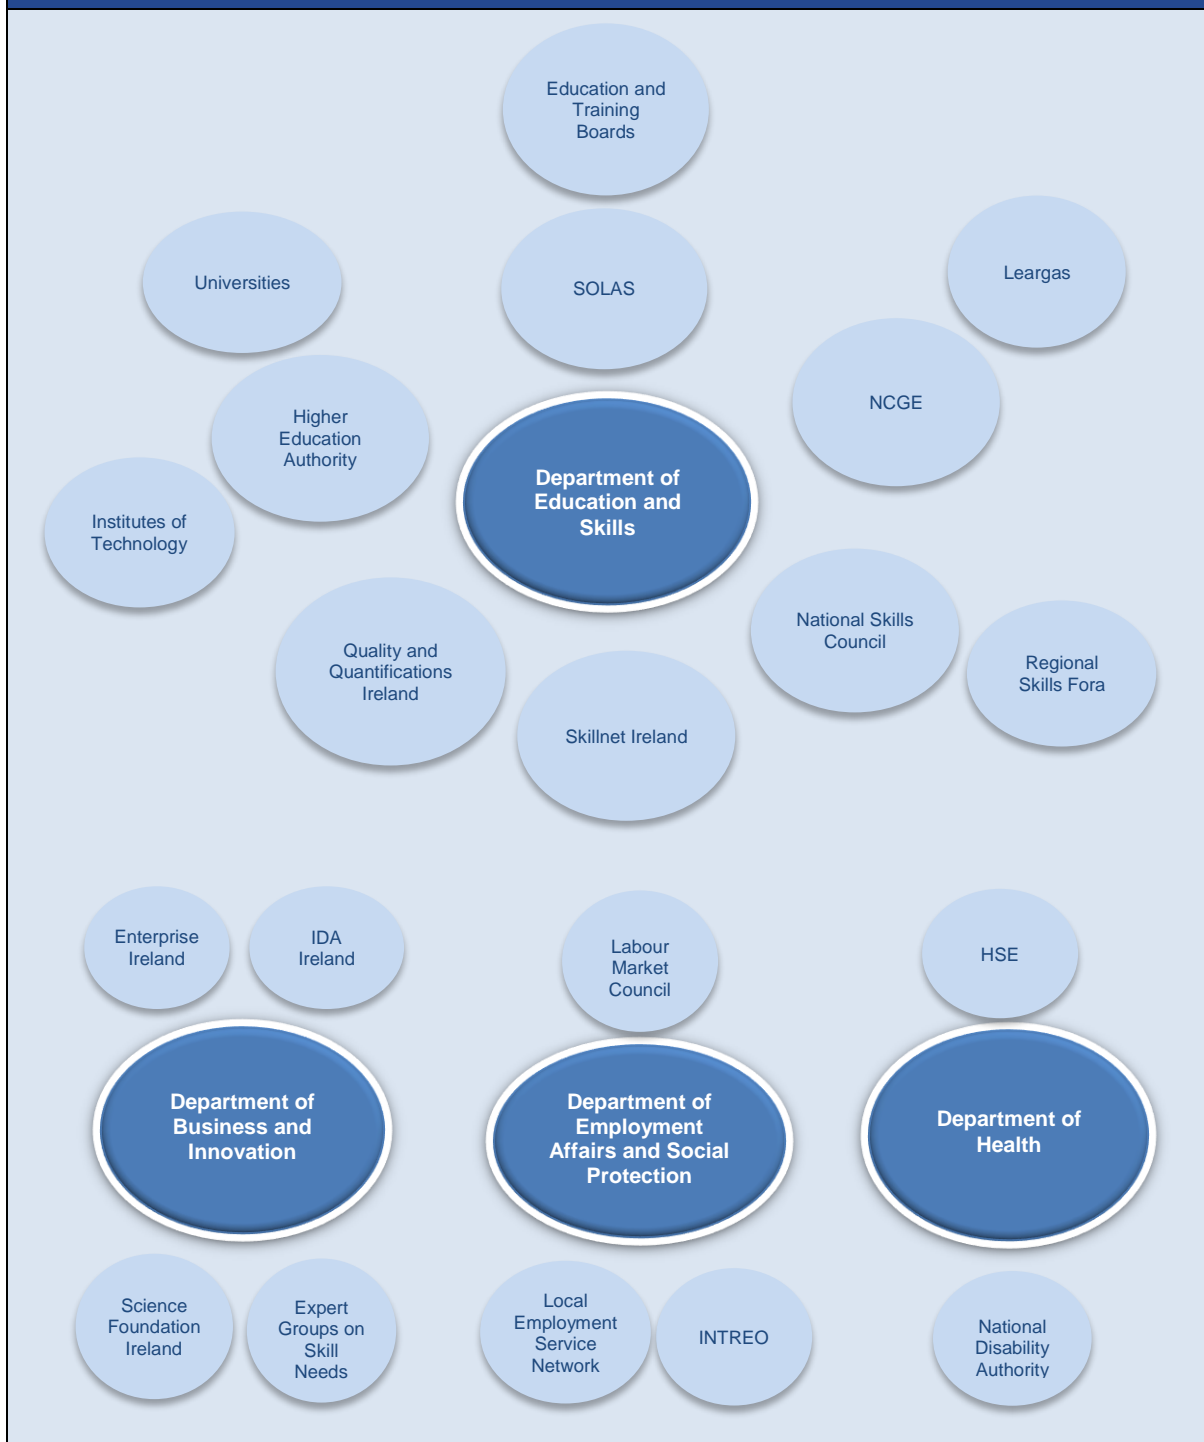 Education and
Training
Boards
Universities
SOLAS
Leargas
Higher
Education
Authority
NCGE
Department of
Education and
Skills
Institutes of
Technology
Quality and
Quantifications
Ireland
National Skills
Council
Regional
Skills Fora
Skillnet Ireland
Enterprise
Ireland
IDA
Ireland
Labour
Market
Council
HSE
Department of
Business and
Innovation
Department of
Employment
Affairs and Social
Protection
Department of
Health
Science
Foundation
Ireland
Expert
Groups on
Skill
Needs
Local
Employment
Service
Network
INTREO
National
Disability
Authority